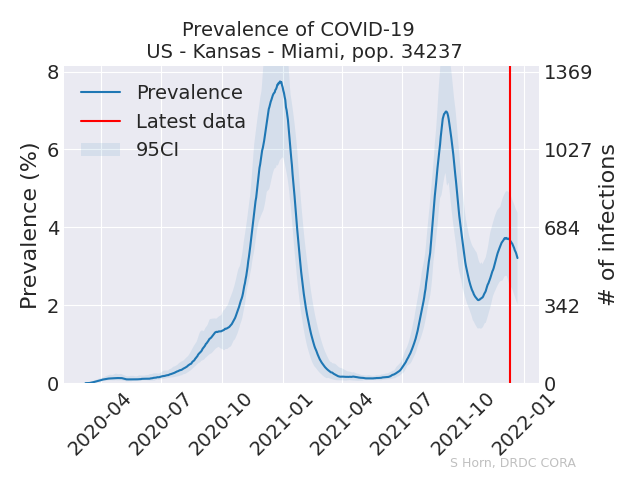 Prevalence of COVID-19
US - Kansas - Miami, pop. 34237
Prevalence
Latest data
95CI
Prevalence (%)
8
6
4
2
0
# of infections
1369
1027
684
342
0
2020-04
2020-07
2020-10
2021-01
2021-04
2021-07
2021-10
2022-01
S Horn, DRDC CORA